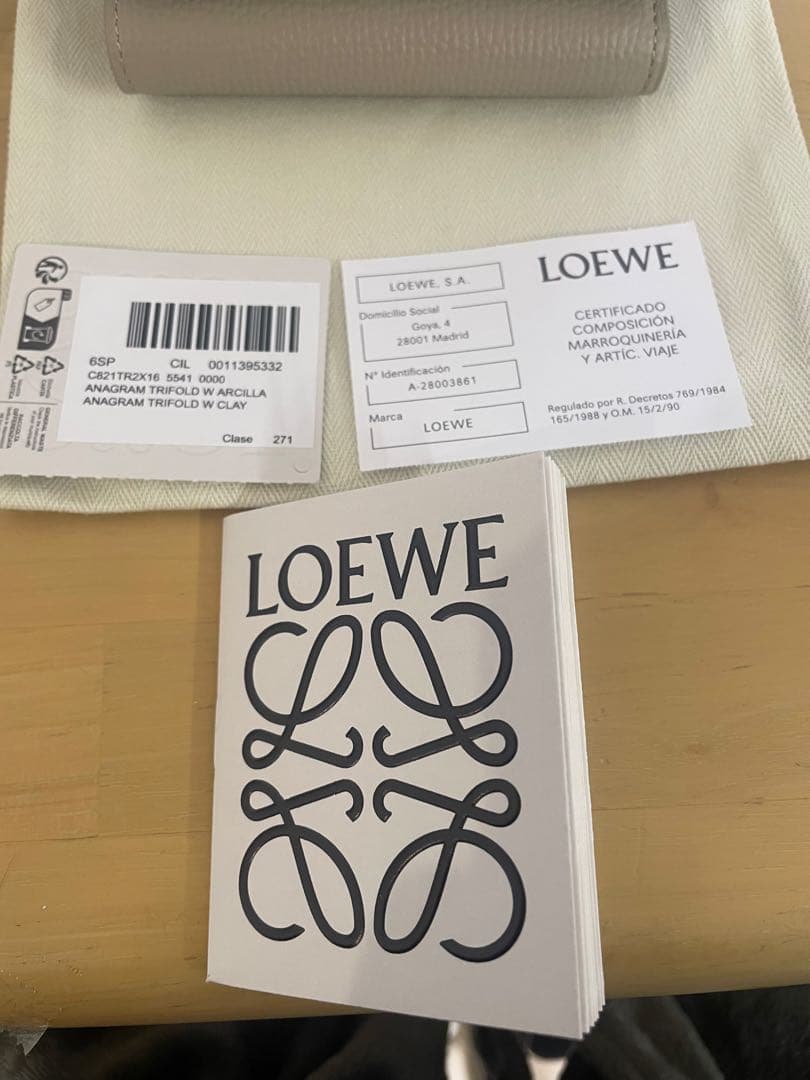 6SP CIL 0011395332
C821TR2X16 5541 0000
ANAGRAM TRIFOLD W ARCILLA
ANAGRAM TRIFOLD W CLAY
Clase 271
LOEWE, S.A.
Domicilio Social
Goya, 4
28001 Madrid
Nº Identificación
A-28003861
Marca
LOEWE
LOEWE
CERTIFICADO
COMPOSICIÓN
MARROQUINERÍA
Y ARTÍC. VIAJE
Regulado por R. Decretos 769/1984
165/1988 y O.M. 15/2/90
LOEWE